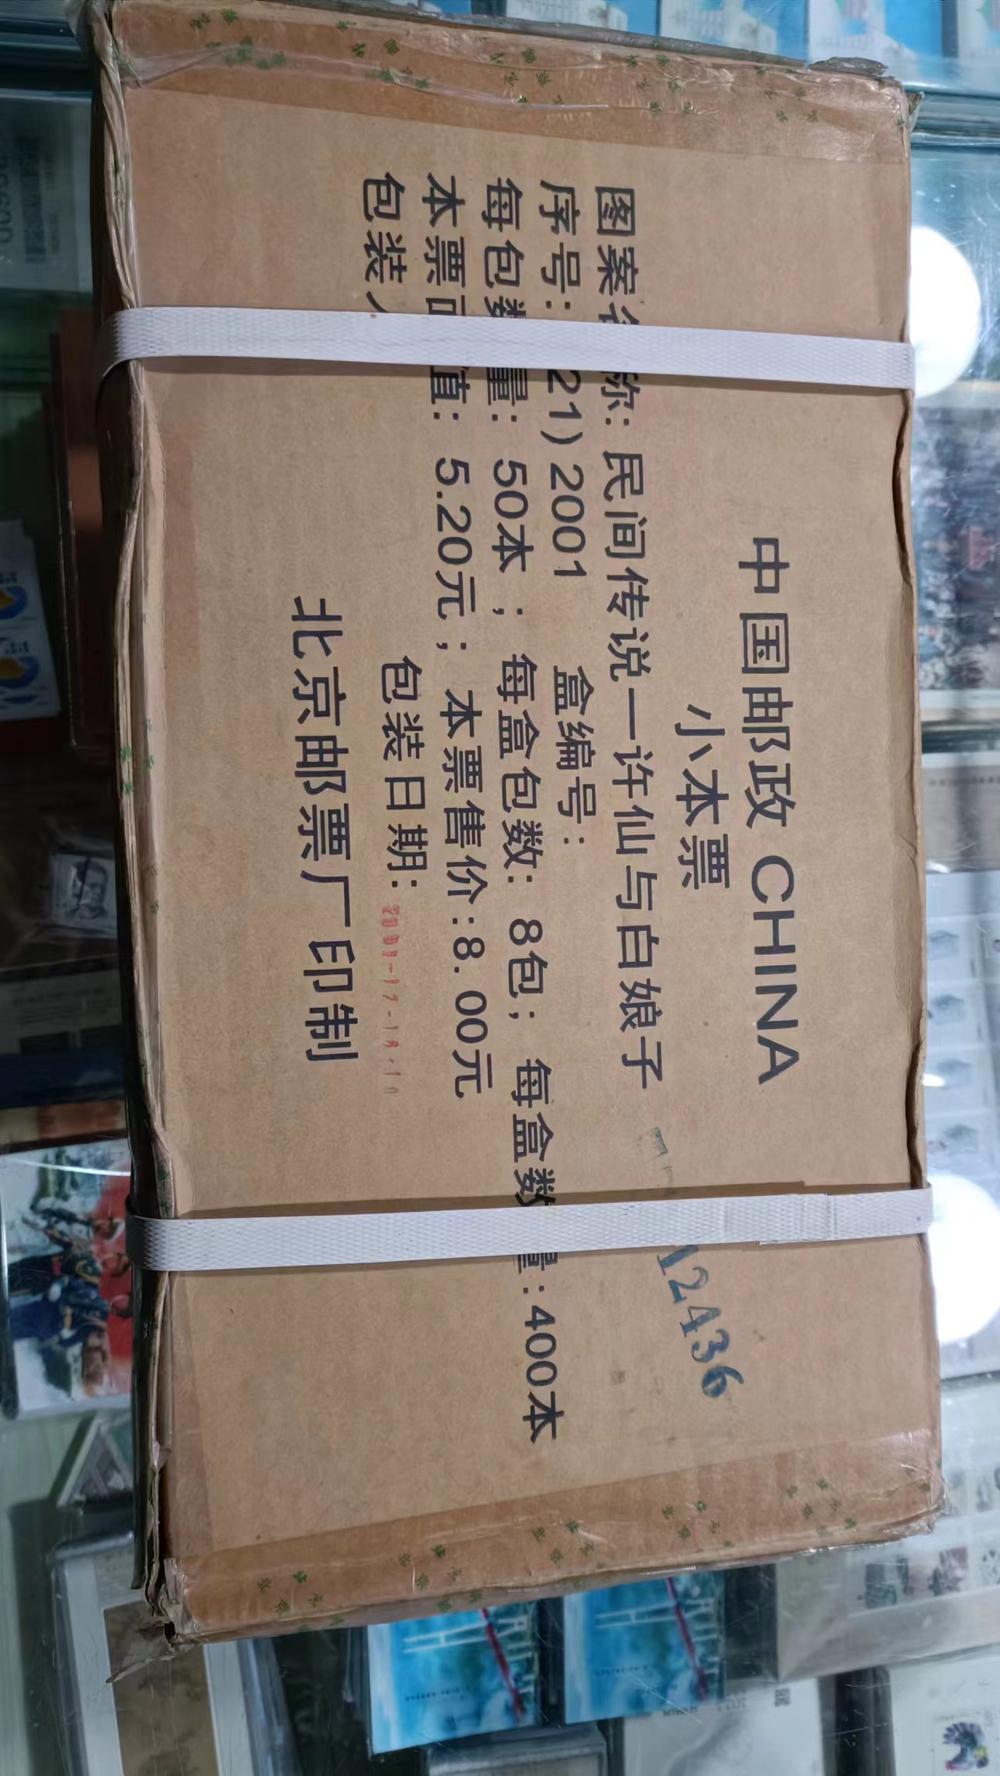 中国邮政 CHINA
小本票
图案名称: 民间传说一许仙与白娘子
序号: 21) 2001 盒编号:
12436
每包数量: 50本; 每盒包数: 8包; 每盒数量: 400本
本票面值: 5.20元; 本票售价: 8.00元
包装人 包装日期:
北京邮票厂印制